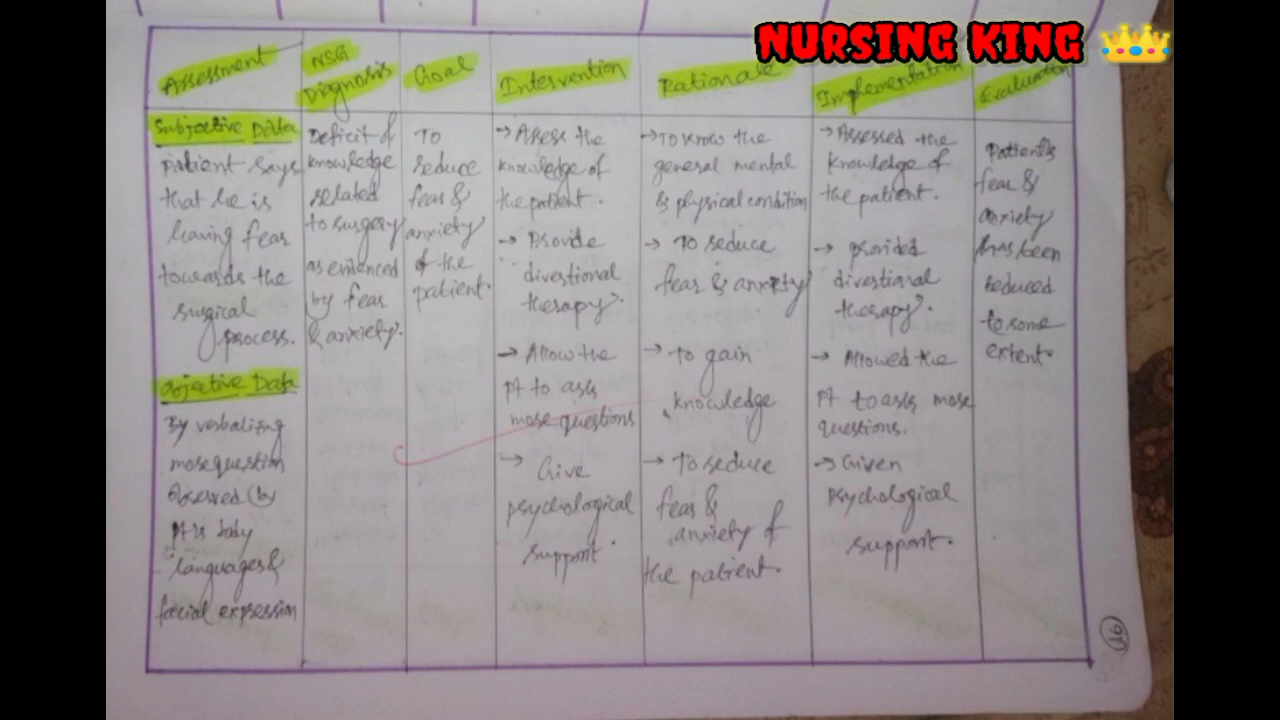 NURSING KING
Assessment
NSG
Diagnosis
Goal
Intervention
Rationale
Implementation
Evaluation
Subjective Data
patient says
that he is
having fear
towards the
surgical
process.
Objective Data
By verbalizing
more question
observed by
Pt's body
languages &
facial expression
Deficit of
knowledge
related
to surgery
as evidenced
by fear
& anxiety.
To
reduce
fear &
anxiety
of the
patient.
→ Assess the
knowledge of
the patient.
→ Provide
diverstional
therapy.
→ Allow the
pt to ask
more questions
→ Give
psychological
support.
→ To know the
general mental
& physical condition
→ To reduce
fear & anxiety
→ To gain
knowledge
→ To reduce
fear &
anxiety of
the patient.
→ Assessed the
knowledge of
the patient.
→ provided
diverstional
therapy.
→ Allowed the
Pt to ask more
questions.
→ Given
psychological
support.
Patient's
fear &
anxiety
has been
reduced
to some
extent.